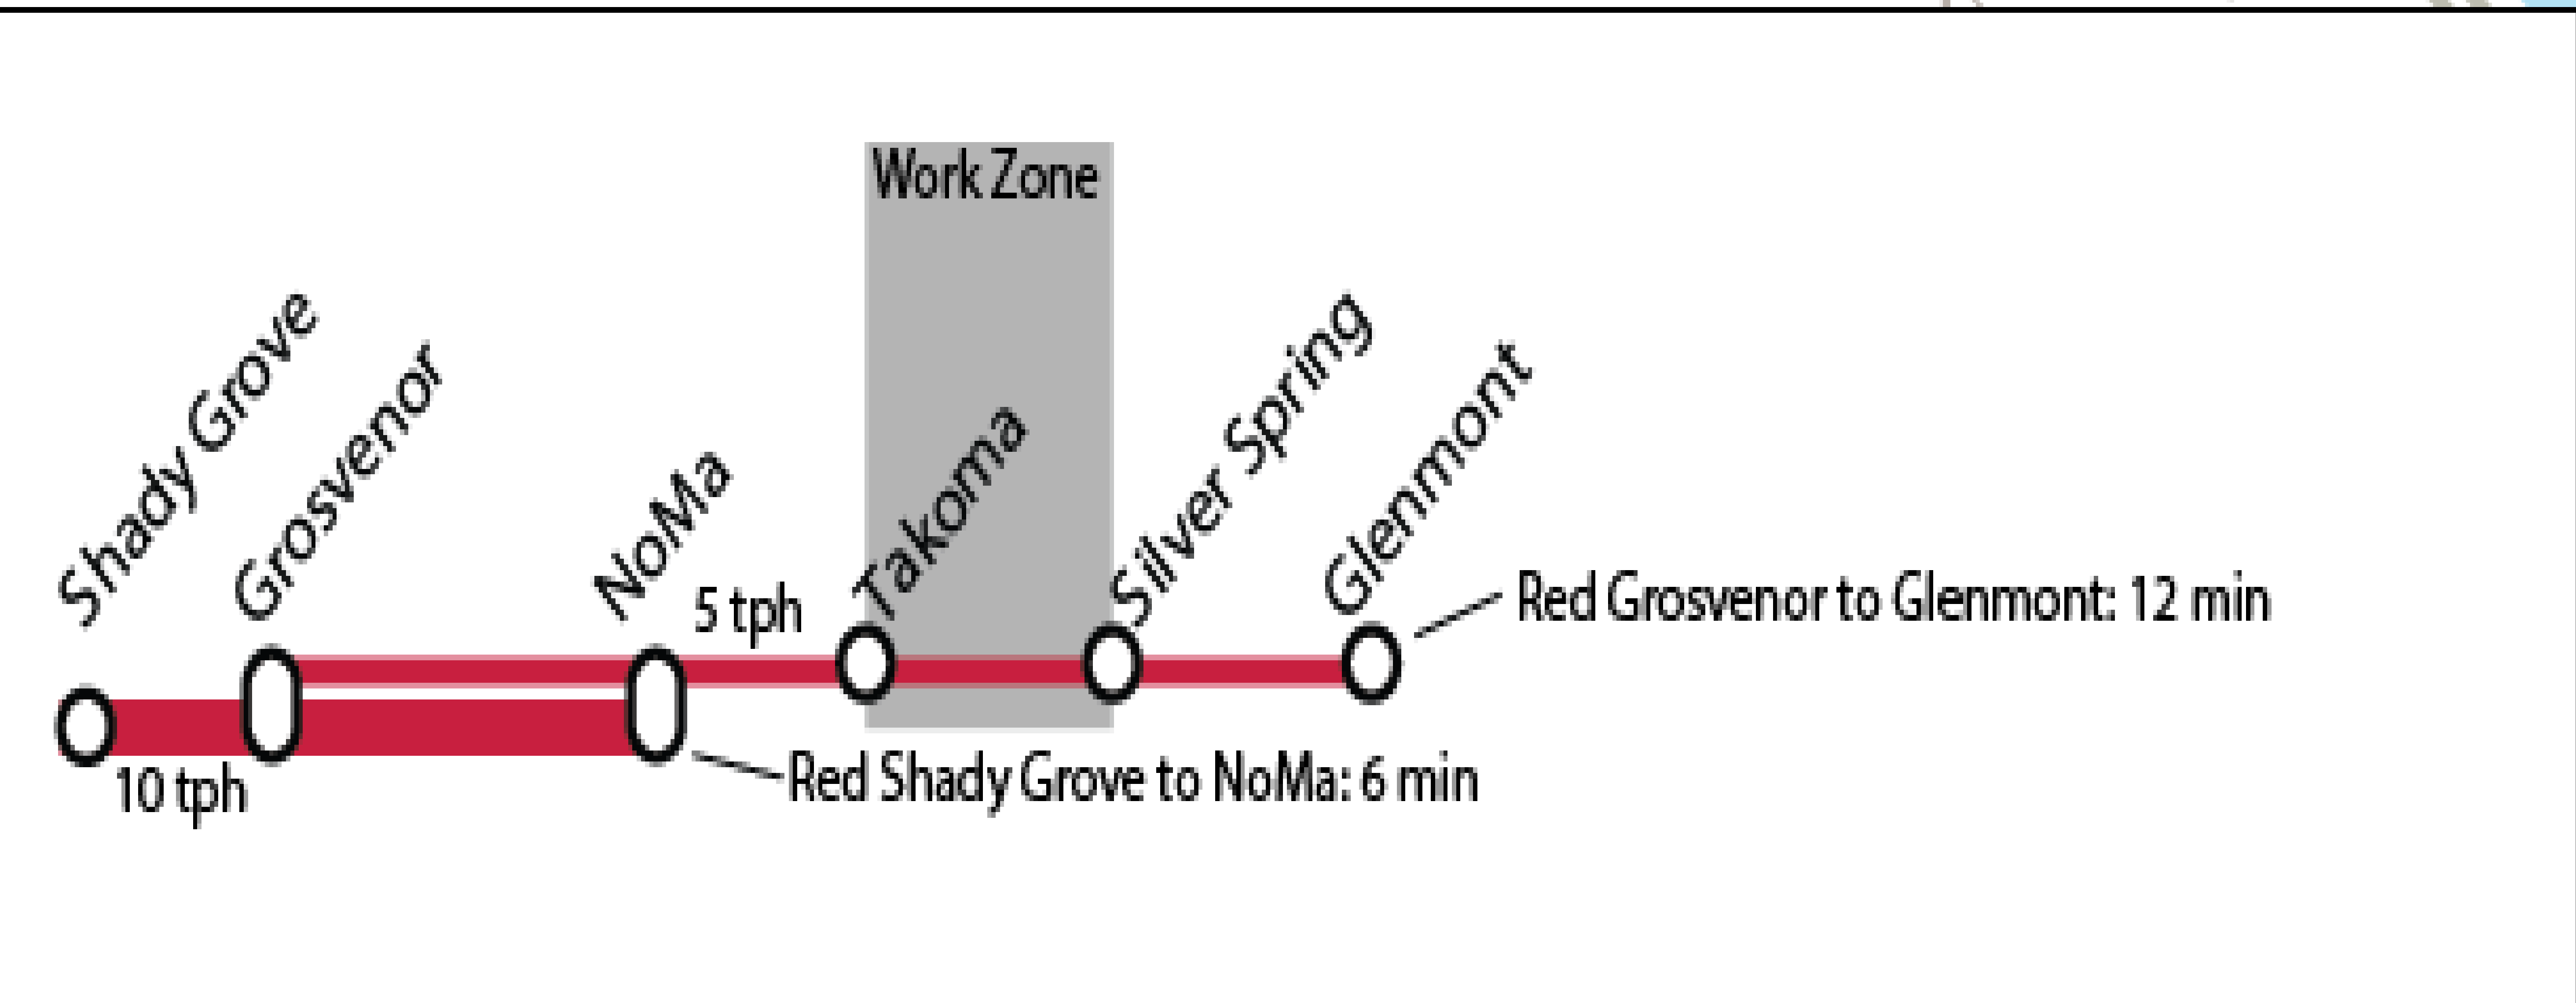 Work Zone
Shady Grove
Grosvenor
NoMa
Takoma
Silver Spring
Glenmont
5 tph
Red Grosvenor to Glenmont: 12 min
10 tph
Red Shady Grove to NoMa: 6 min